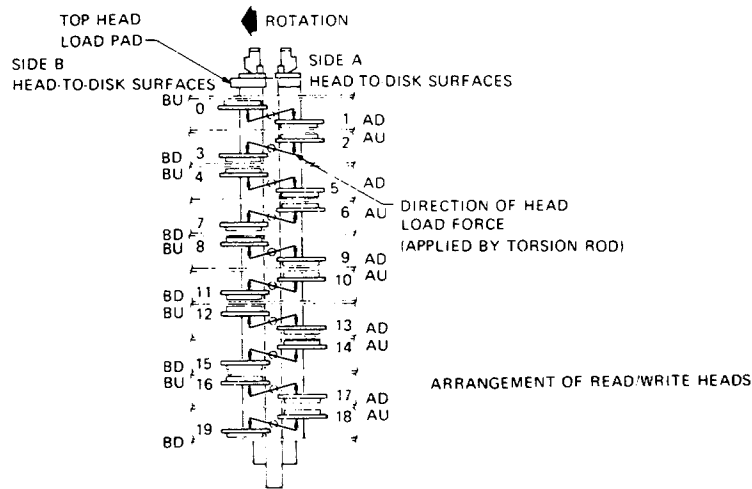 TOP HEAD
LOAD PAD
ROTATION
SIDE B
HEAD-TO-DISK SURFACES
SIDE A
HEAD TO-DISK SURFACES
BU 0
1 AD
2 AU
BD 3
BU 4
5 AD
6 AU
DIRECTION OF HEAD
LOAD FORCE
(APPLIED BY TORSION ROD)
BD 7
BU 8
9 AD
10 AU
BD 11
BU 12
13 AD
14 AU
BD 15
BU 16
17 AD
18 AU
BD 19
ARRANGEMENT OF READ/WRITE HEADS